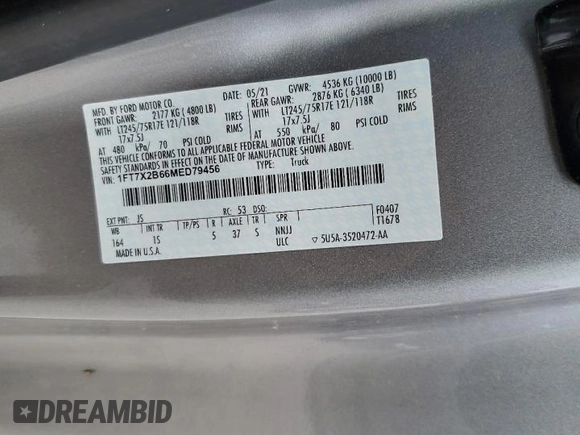 MFD. BY FORD MOTOR CO.
DATE: 05/21 GVWR: 4536 KG (10000 LB)
FRONT GAWR: 2177 KG (4800 LB) REAR GAWR: 2876 KG (6340 LB)
WITH LT245/75R17E 121/118R TIRES WITH LT245/75R17E 121/118R TIRES
17x7.5J RIMS 17x7.5J RIMS
AT 480 kPa/ 70 PSI COLD AT 550 kPa/ 80 PSI COLD
THIS VEHICLE CONFORMS TO ALL APPLICABLE FEDERAL MOTOR VEHICLE
SAFETY STANDARDS IN EFFECT ON THE DATE OF MANUFACTURE SHOWN ABOVE.
VIN: 1FT7X2B66MED79456 TYPE: Truck
EXT PNT: JS RC: 53 DSO: F0407
WB INT TR TP/PS R AXLE TR SPR T1678
164 1S 5 37 S NNJJ
MADE IN U.S.A. ULC ▽ 5U5A-3520472-AA
DREAMBID